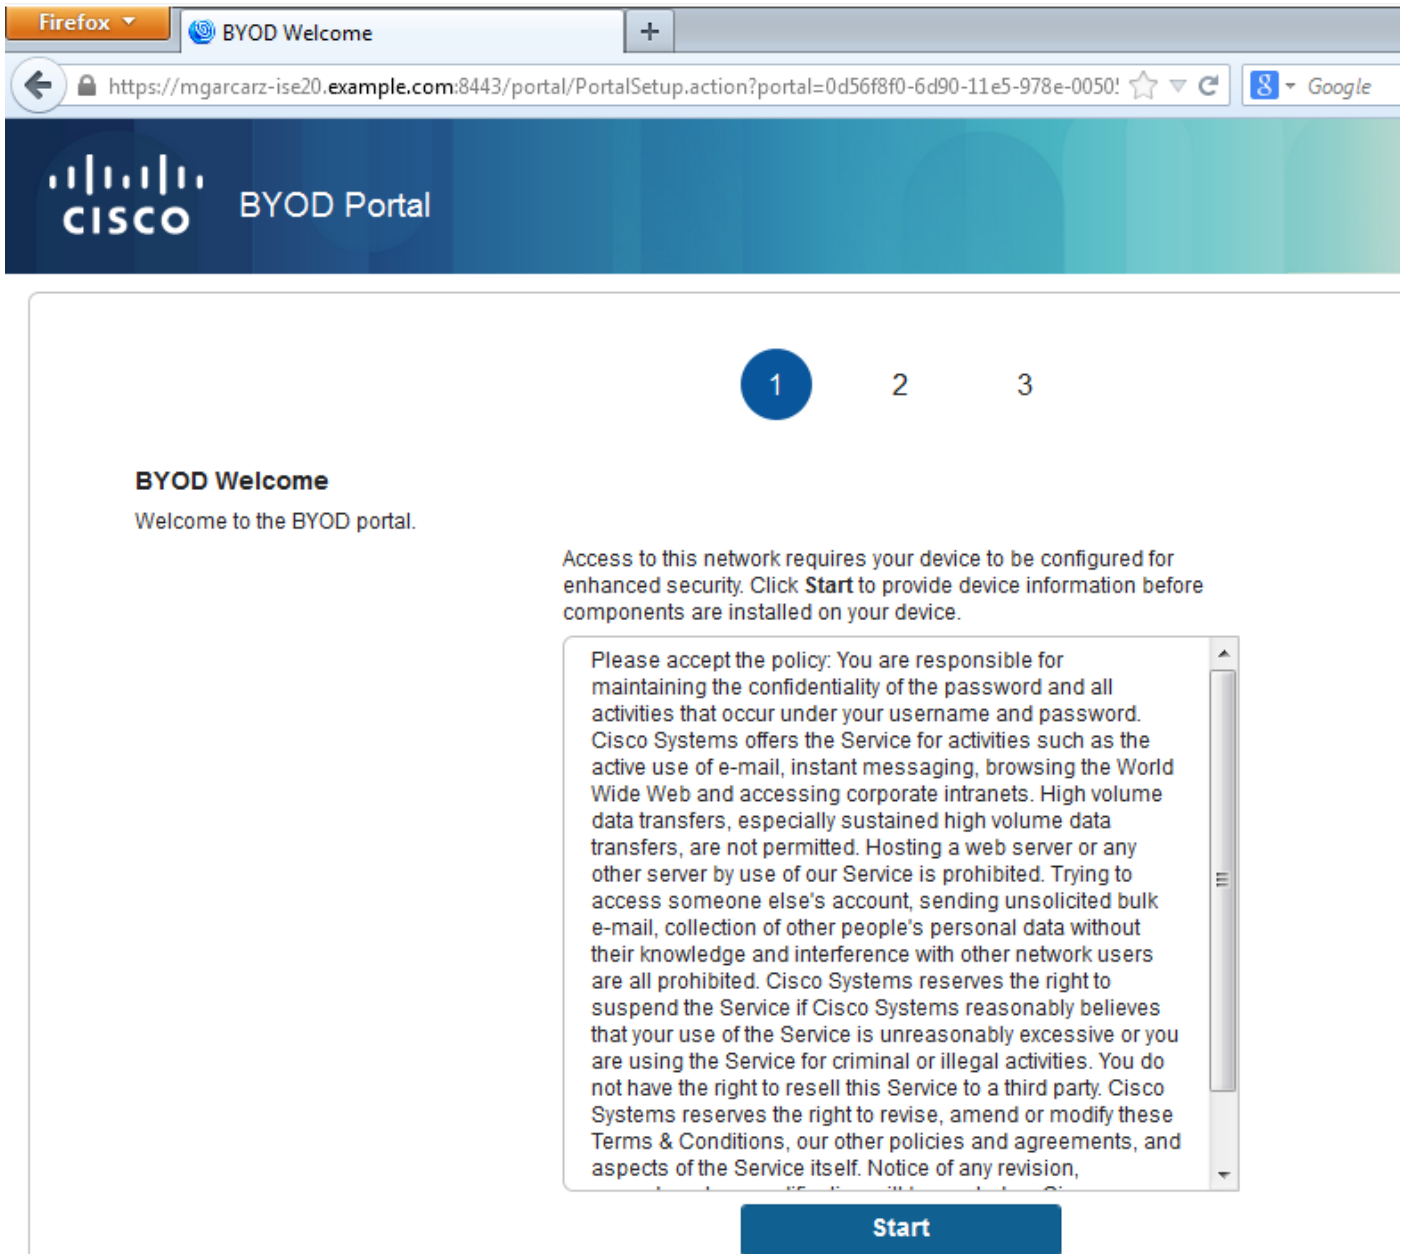 Firefox
BYOD Welcome
https://mgarcarz-ise20.example.com:8443/portal/PortalSetup.action?portal=0d56f8f0-6d90-11e5-978e-0050
8
Google
CISCO
BYOD Portal
1 2 3
BYOD Welcome
Welcome to the BYOD portal.
Access to this network requires your device to be configured for
enhanced security. Click Start to provide device information before
components are installed on your device.
Please accept the policy: You are responsible for
maintaining the confidentiality of the password and all
activities that occur under your username and password.
Cisco Systems offers the Service for activities such as the
active use of e-mail, instant messaging, browsing the World
Wide Web and accessing corporate intranets. High volume
data transfers, especially sustained high volume data
transfers, are not permitted. Hosting a web server or any
other server by use of our Service is prohibited. Trying to
access someone else's account, sending unsolicited bulk
e-mail, collection of other people's personal data without
their knowledge and interference with other network users
are all prohibited. Cisco Systems reserves the right to
suspend the Service if Cisco Systems reasonably believes
that your use of the Service is unreasonably excessive or you
are using the Service for criminal or illegal activities. You do
not have the right to resell this Service to a third party. Cisco
Systems reserves the right to revise, amend or modify these
Terms & Conditions, our other policies and agreements, and
aspects of the Service itself. Notice of any revision,
Start